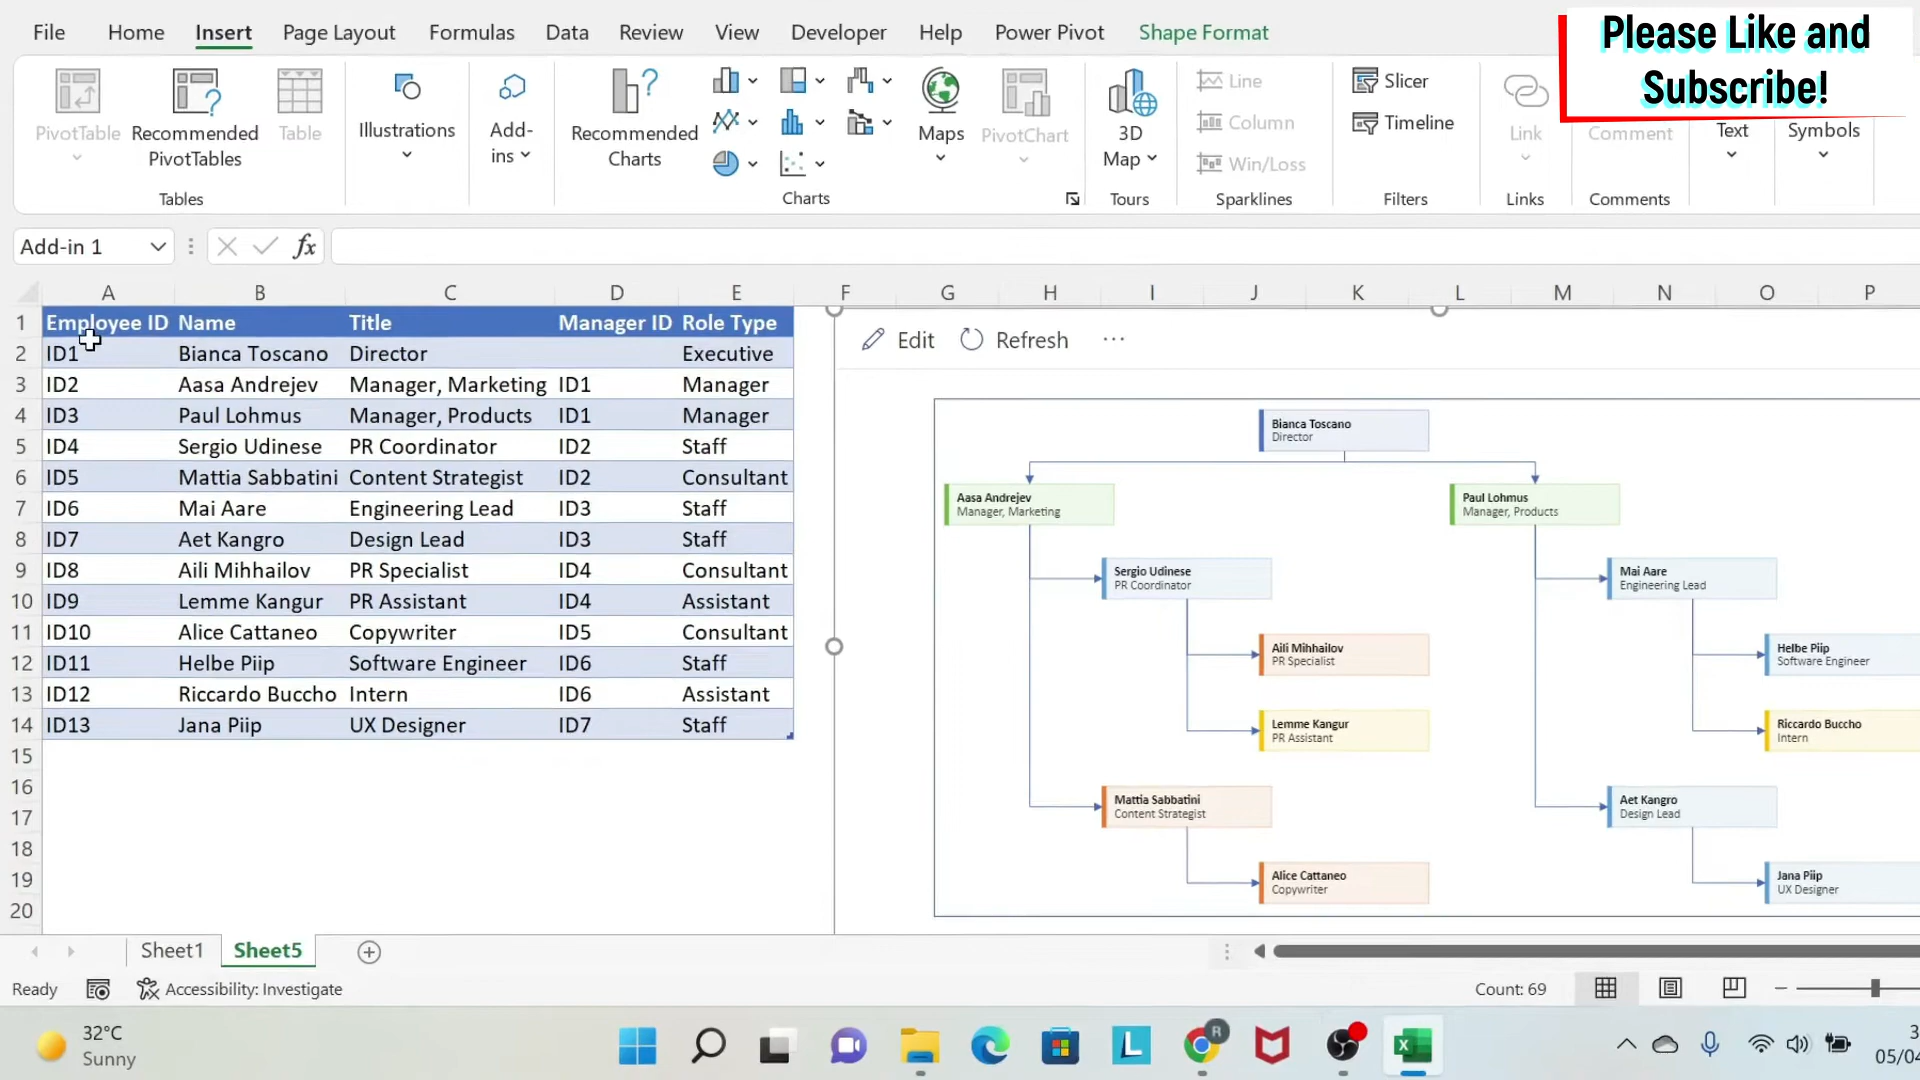 File Home Insert Page Layout Formulas Data Review View Developer Help Power Pivot Shape Format
Please Like and
Subscribe!
PivotTable
Recommended
PivotTables
Table
Tables
Illustrations
Add-
ins
Recommended
Charts
Charts
Maps
PivotChart
3D
Map
Tours
Line
Column
Win/Loss
Sparklines
Slicer
Timeline
Filters
Link
Links
Comment
Comments
Text
Symbols
Add-in 1
fx
A B C D E F G H I J K L M N O P
1 Employee ID Name Title Manager ID Role Type
2 ID1 Bianca Toscano Director Executive
3 ID2 Aasa Andrejev Manager, Marketing ID1 Manager
4 ID3 Paul Lohmus Manager, Products ID1 Manager
5 ID4 Sergio Udinese PR Coordinator ID2 Staff
6 ID5 Mattia Sabbatini Content Strategist ID2 Consultant
7 ID6 Mai Aare Engineering Lead ID3 Staff
8 ID7 Aet Kangro Design Lead ID3 Staff
9 ID8 Aili Mihhailov PR Specialist ID4 Consultant
10 ID9 Lemme Kangur PR Assistant ID4 Assistant
11 ID10 Alice Cattaneo Copywriter ID5 Consultant
12 ID11 Helbe Piip Software Engineer ID6 Staff
13 ID12 Riccardo Buccho Intern ID6 Assistant
14 ID13 Jana Piip UX Designer ID7 Staff
15
16
17
18
19
20
Edit Refresh ...
Bianca Toscano
Director
Aasa Andrejev
Manager, Marketing
Paul Lohmus
Manager, Products
Sergio Udinese
PR Coordinator
Mai Aare
Engineering Lead
Aili Mihhailov
PR Specialist
Helbe Piip
Software Engineer
Lemme Kangur
PR Assistant
Riccardo Buccho
Intern
Mattia Sabbatini
Content Strategist
Aet Kangro
Design Lead
Alice Cattaneo
Copywriter
Jana Piip
UX Designer
Sheet1 Sheet5
Ready Accessibility: Investigate Count: 69
32°C
Sunny
L
R
X
3
05/04